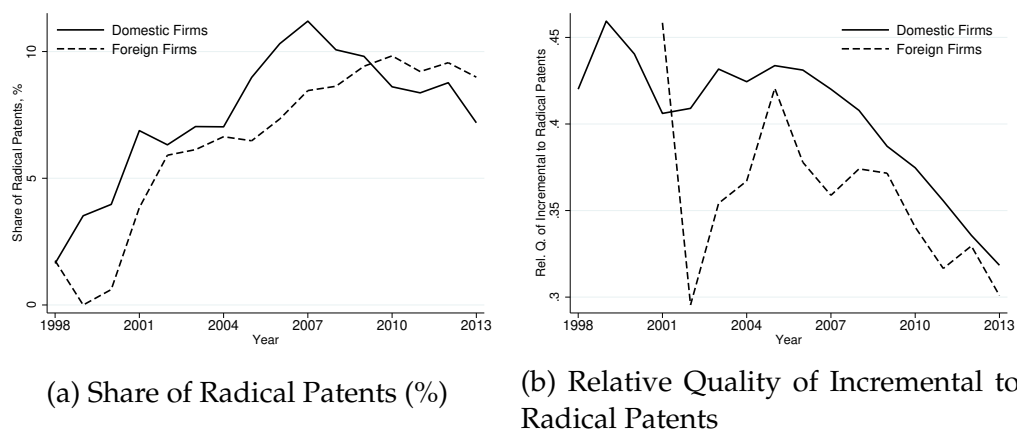 Domestic Firms
Foreign Firms
Share of Radical Patents, %
10
5
0
1998 2001 2004 2007 2010 2013
Year
(a) Share of Radical Patents (%)
Domestic Firms
Foreign Firms
Rel. Q. of Incremental to Radical Patents
.45
.4
.35
.3
1998 2001 2004 2007 2010 2013
Year
(b) Relative Quality of Incremental to
Radical Patents